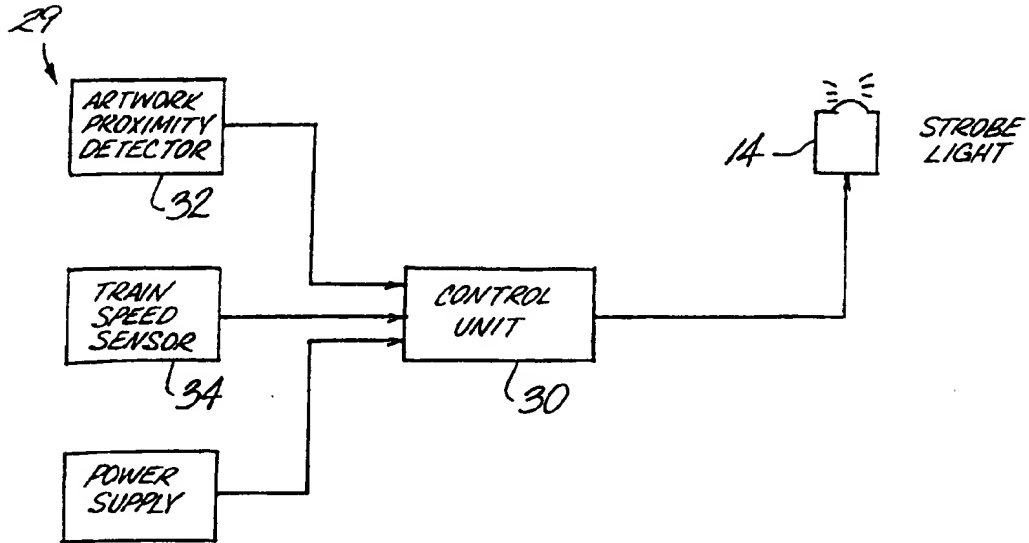 29
ARTWORK
PROXIMITY
DETECTOR
32
TRAIN
SPEED
SENSOR
34
POWER
SUPPLY
CONTROL
UNIT
30
14
STROBE
LIGHT